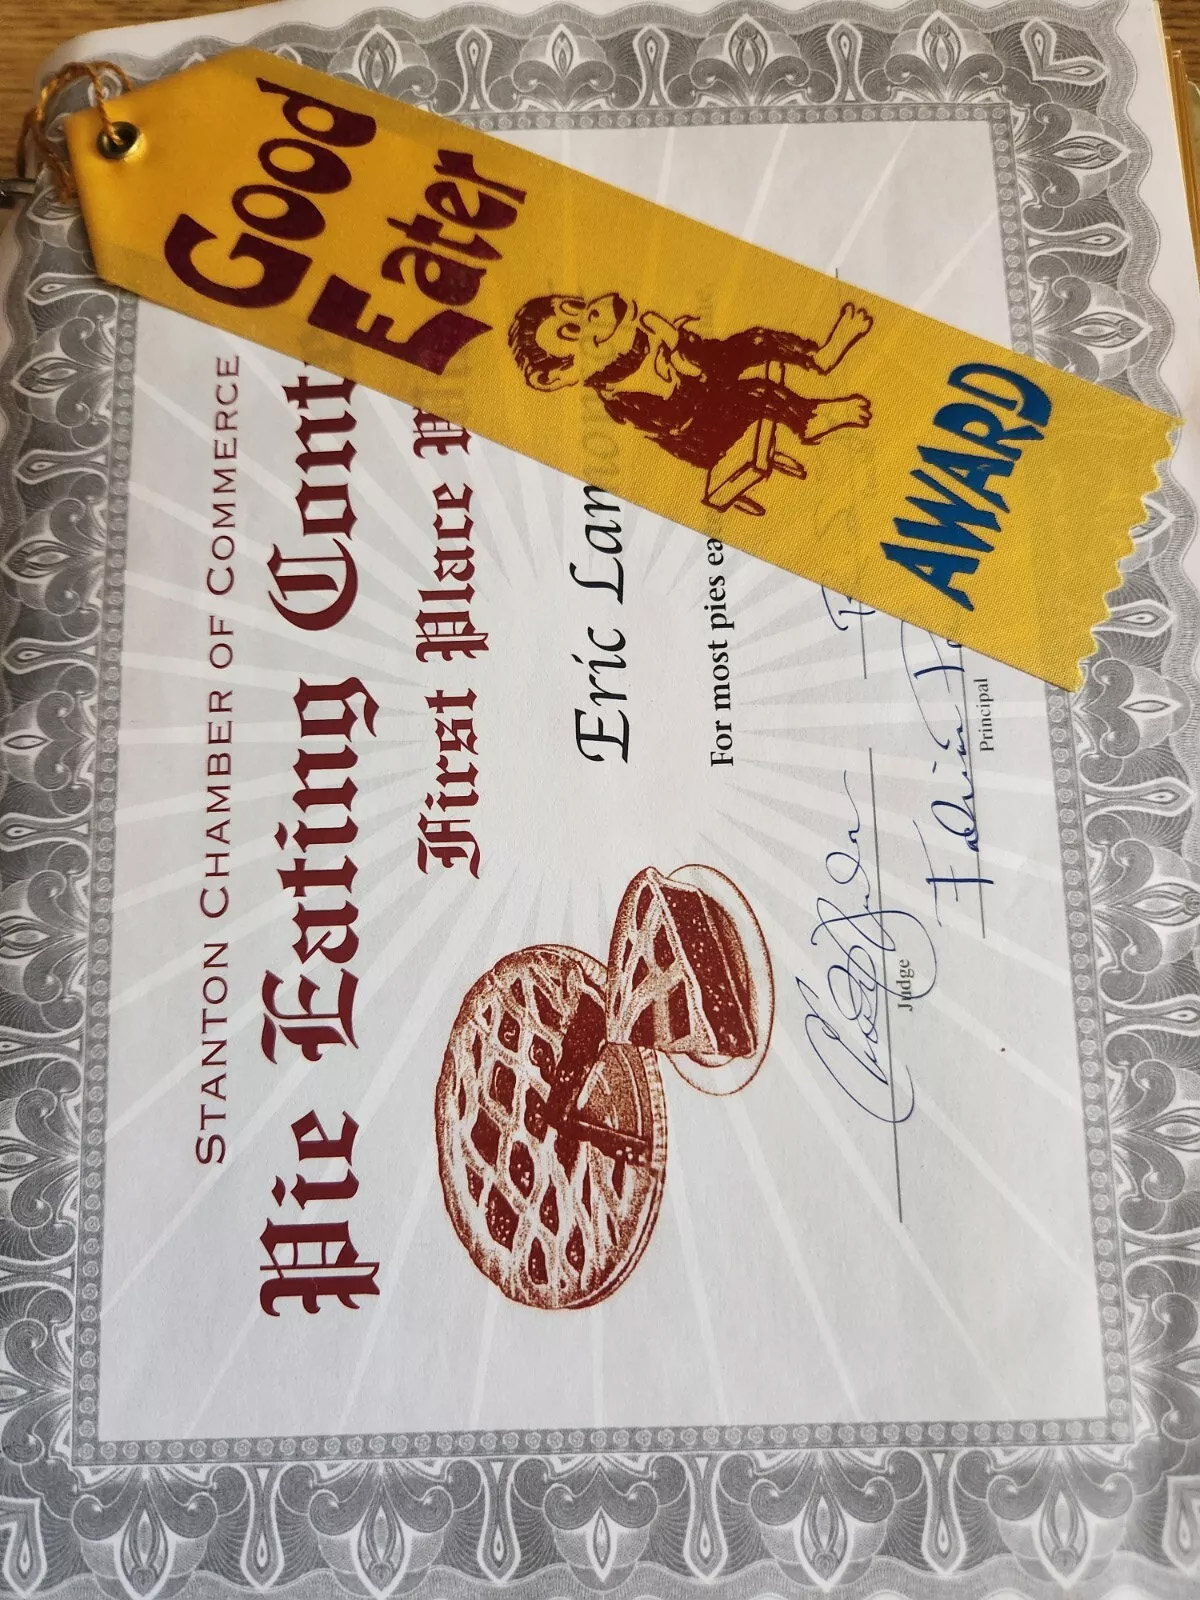 Good
Eater
AWARD
STANTON CHAMBER OF COMMERCE
Pie Eating Cont
First Place W
Eric Lamou
For most pies ea
Judge
Principal